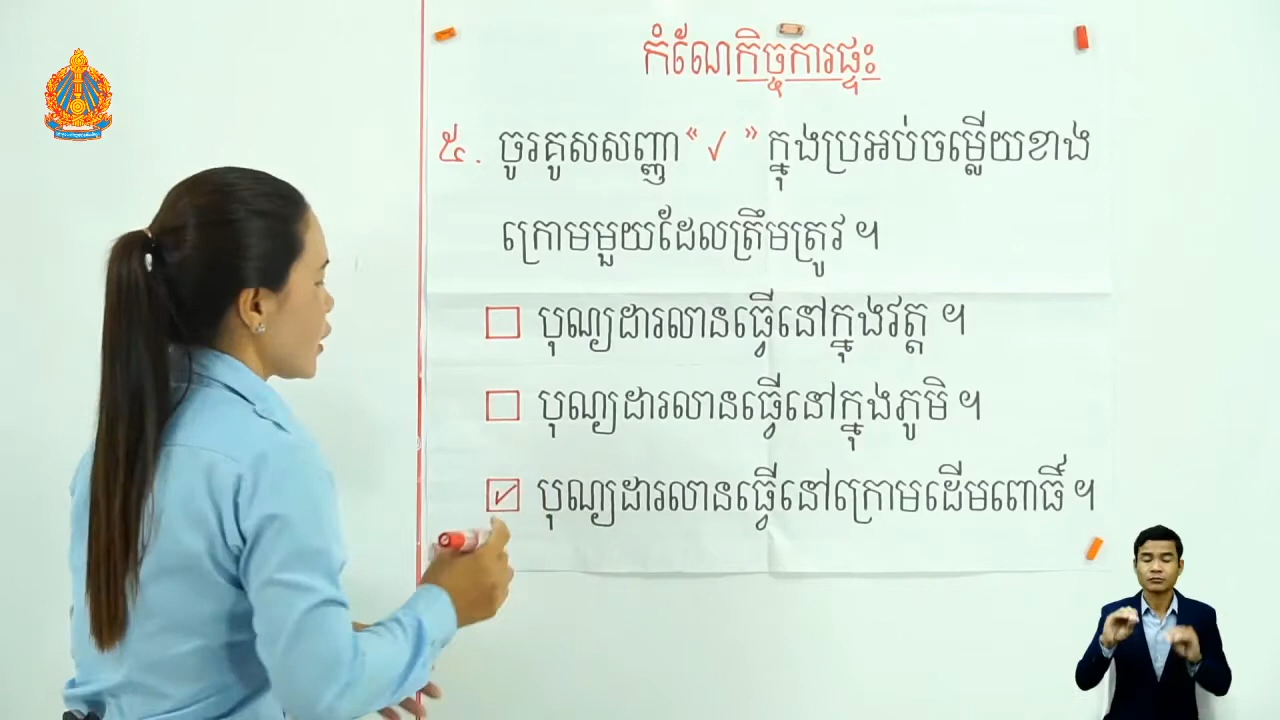 កំណែកិច្ចការផ្ទះ
៥. ចូរគូសសញ្ញា “ ✓ ” ក្នុងប្រអប់ចម្លើយខាង
ក្រោមមួយដែលត្រឹមត្រូវ ។
បុណ្យដារលានធ្វើនៅក្នុងវត្ត ។
បុណ្យដារលានធ្វើនៅក្នុងភូមិ ។
បុណ្យដារលានធ្វើនៅក្រោមដើមពោធិ៍ ។